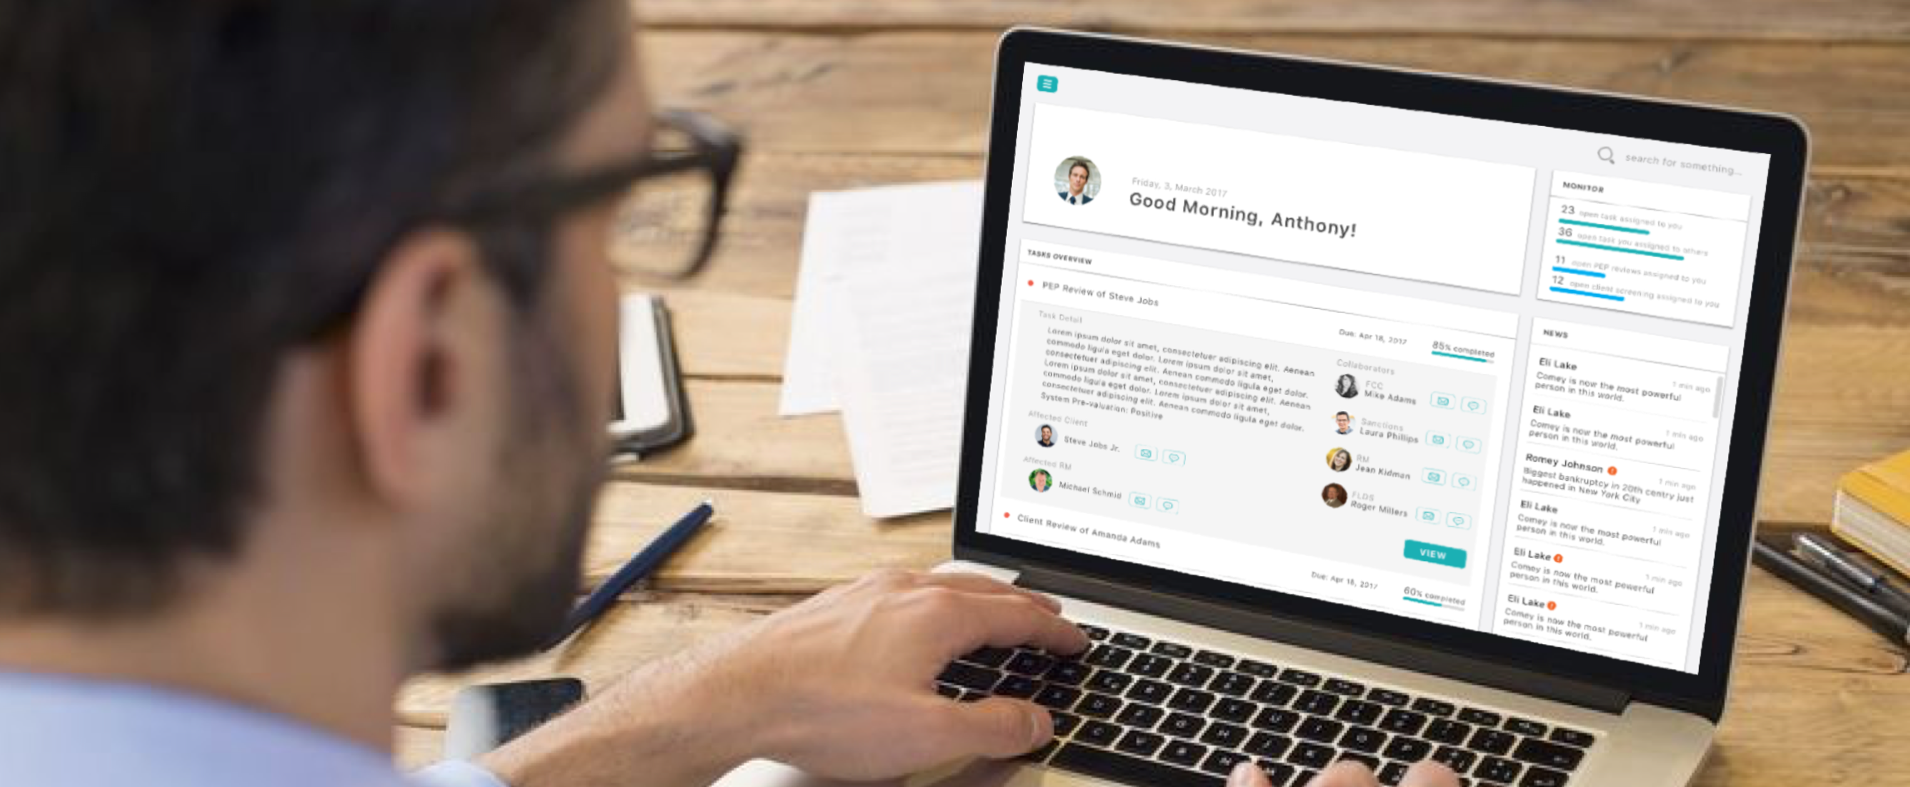 search for something...
Friday, 3, March 2017
Good Morning, Anthony!
MONITOR
23 open task assigned to you
36 open task you assigned to others
11 open PEP reviews assigned to you
12 open client screening assigned to you
TASKS OVERVIEW
PEP Review of Steve Jobs
Due: Apr 18, 2017
85% completed
Task Detail
Lorem ipsum dolor sit amet, consectetuer adipiscing elit. Aenean
commodo ligula eget dolor. Lorem ipsum dolor sit amet,
consectetuer adipiscing elit. Aenean commodo ligula eget dolor.
Lorem ipsum dolor sit amet, consectetuer adipiscing elit. Aenean
commodo ligula eget dolor. Lorem ipsum dolor sit amet,
consectetuer adipiscing elit. Aenean commodo ligula eget dolor.
System Pre-valuation: Positive
Affected Client
Steve Jobs Jr.
Affected RM
Michael Schmid
Collaborators
FCC
Mike Adams
Sanctions
Laura Phillips
RM
Jean Kidman
FLDS
Roger Millers
VIEW
Client Review of Amanda Adams
Due: Apr 18, 2017
60% completed
NEWS
Eli Lake
1 min ago
Comey is now the most powerful
person in this world.
Eli Lake
1 min ago
Comey is now the most powerful
person in this world.
Romey Johnson
1 min ago
Biggest bankruptcy in 20th centry just
happened in New York City
Eli Lake
1 min ago
Comey is now the most powerful
person in this world.
Eli Lake
1 min ago
Comey is now the most powerful
person in this world.
Eli Lake
1 min ago
Comey is now the most powerful
person in this world.